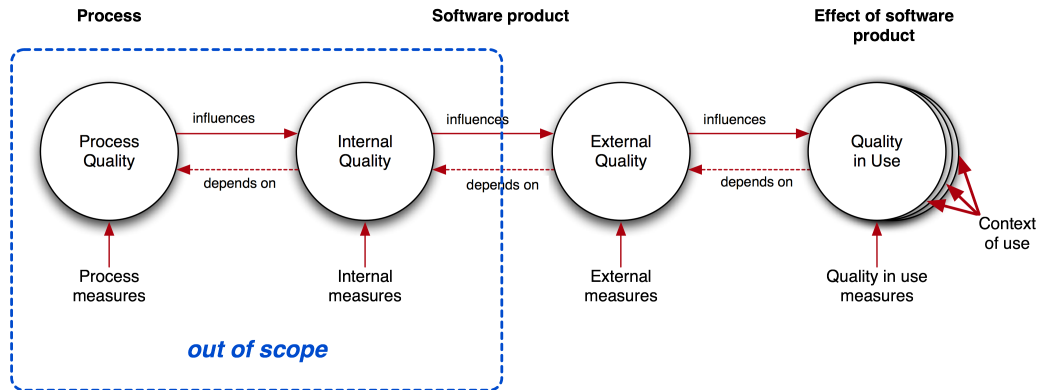 Process
Software product
Effect of software
product
Process
Quality
influences
depends on
Internal
Quality
influences
depends on
External
Quality
influences
depends on
Quality
in Use
Context
of use
Process
measures
Internal
measures
External
measures
Quality in use
measures
out of scope